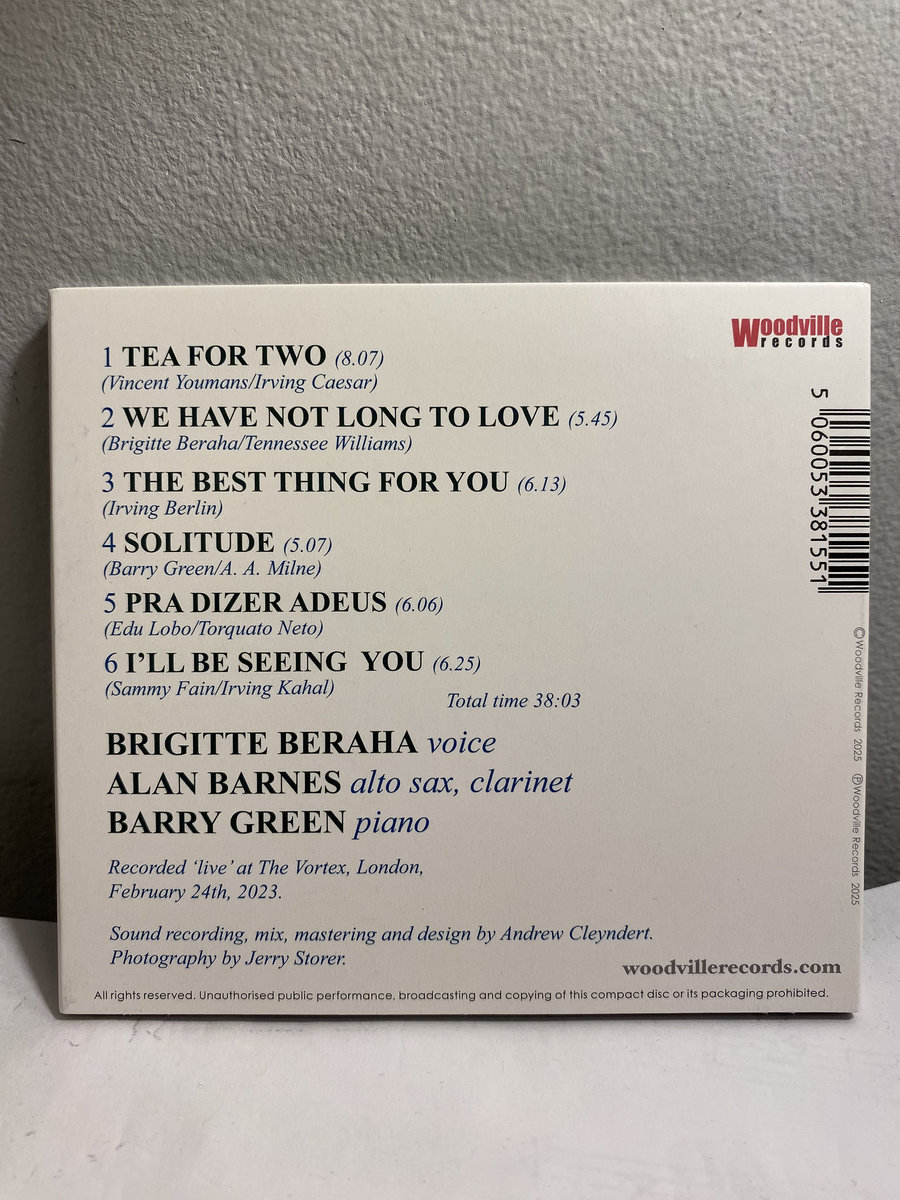 Woodville
records
1 TEA FOR TWO (8.07)
(Vincent Youmans/Irving Caesar)
2 WE HAVE NOT LONG TO LOVE (5.45)
(Brigitte Beraha/Tennessee Williams)
3 THE BEST THING FOR YOU (6.13)
(Irving Berlin)
4 SOLITUDE (5.07)
(Barry Green/A. A. Milne)
5 PRA DIZER ADEUS (6.06)
(Edu Lobo/Torquato Neto)
6 I’LL BE SEEING YOU (6.25)
(Sammy Fain/Irving Kahal)
Total time 38:03
BRIGITTE BERAHA voice
ALAN BARNES alto sax, clarinet
BARRY GREEN piano
Recorded ‘live’ at The Vortex, London,
February 24th, 2023.
Sound recording, mix, mastering and design by Andrew Cleyndert.
Photography by Jerry Storer.
woodvillerecords.com
All rights reserved. Unauthorised public performance, broadcasting and copying of this compact disc or its packaging prohibited.
5 060053 381551
©Woodville Records 2025 ℗Woodville Records 2025